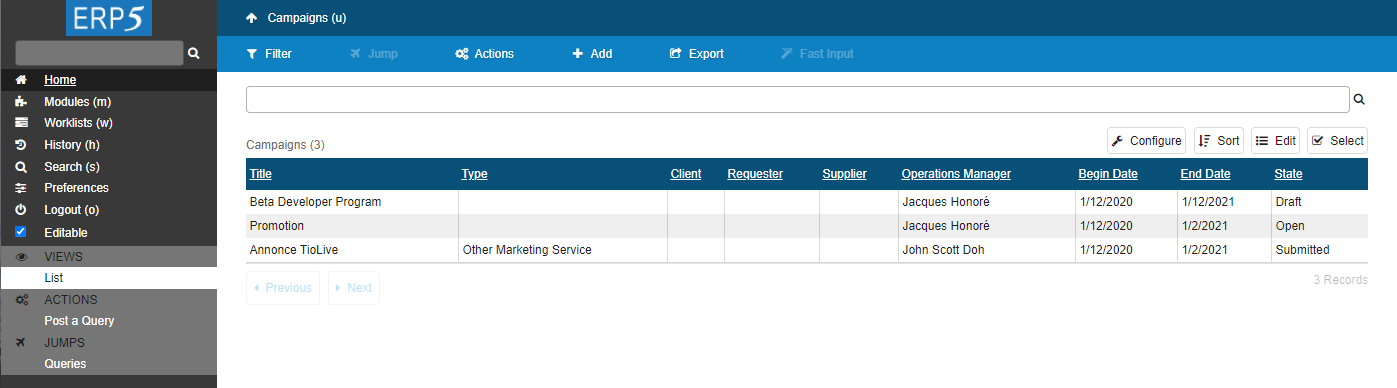 ERP5
Home
Modules (m)
Worklists (w)
History (h)
Search (s)
Preferences
Logout (o)
Editable
VIEWS
List
ACTIONS
Post a Query
JUMPS
Queries
Campaigns (u)
Filter Jump Actions Add Export Fast Input
Campaigns (3) Configure Sort Edit Select
Title Type Client Requester Supplier Operations Manager Begin Date End Date State
Beta Developer Program Jacques Honoré 1/12/2020 1/12/2021 Draft
Promotion Jacques Honoré 1/12/2020 1/2/2021 Open
Annonce TioLive Other Marketing Service John Scott Doh 1/12/2020 1/2/2021 Submitted
Previous Next 3 Records